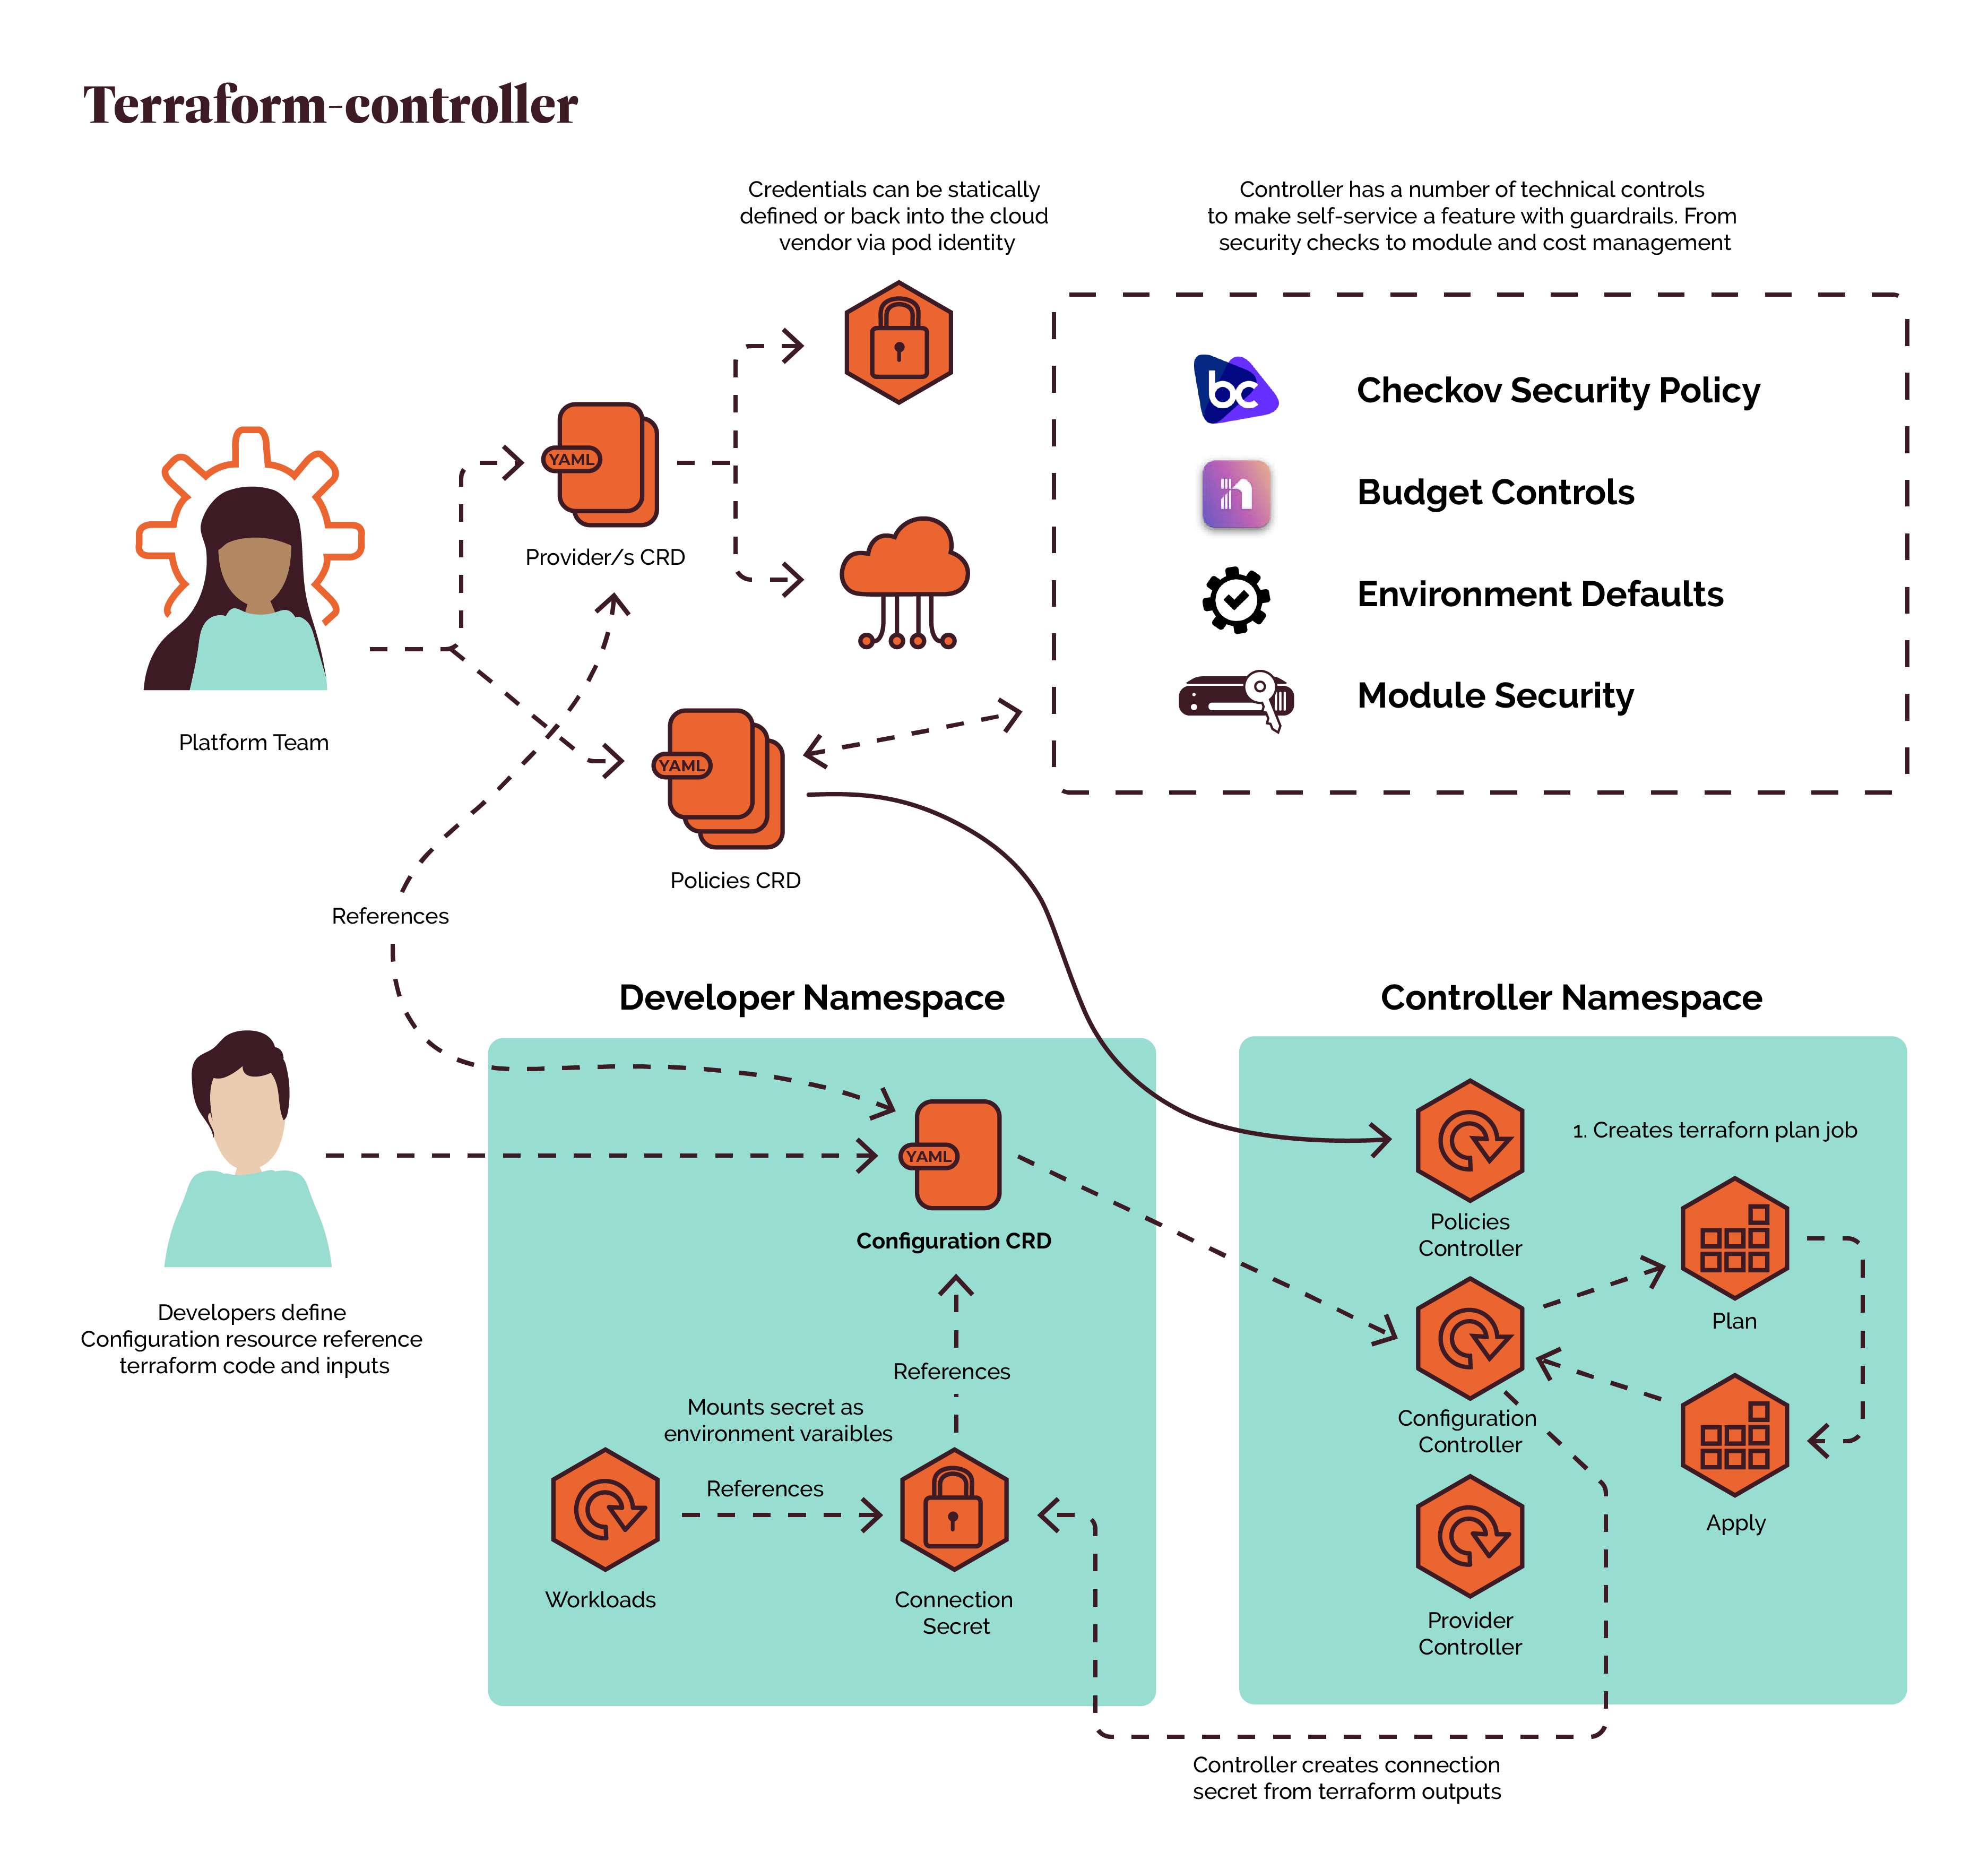 Terraform-controller
Credentials can be statically
defined or back into the cloud
vendor via pod identity
Controller has a number of technical controls
to make self-service a feature with guardrails. From
security checks to module and cost management
bc
Checkov Security Policy
n
Budget Controls
Environment Defaults
Module Security
YAML
Provider/s CRD
Platform Team
YAML
Policies CRD
References
Developer Namespace
Controller Namespace
YAML
Configuration CRD
1. Creates terraforn plan job
Policies
Controller
Plan
Developers define
Configuration resource reference
terraform code and inputs
References
Mounts secret as
environment varaibles
References
Configuration
Controller
Apply
Workloads
Connection
Secret
Provider
Controller
Controller creates connection
secret from terraform outputs